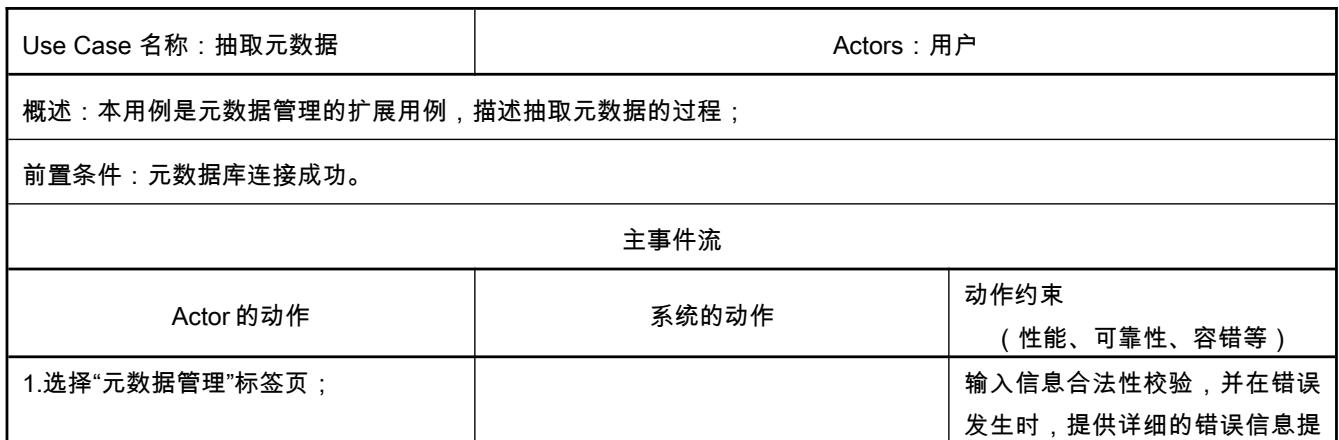 Use Case 名称：抽取元数据
Actors：用户
概述：本用例是元数据管理的扩展用例，描述抽取元数据的过程；
前置条件：元数据库连接成功。
主事件流
Actor 的动作
系统的动作
动作约束
（性能、可靠性、容错等）
1.选择“元数据管理”标签页；
输入信息合法性校验，并在错误
发生时，提供详细的错误信息提